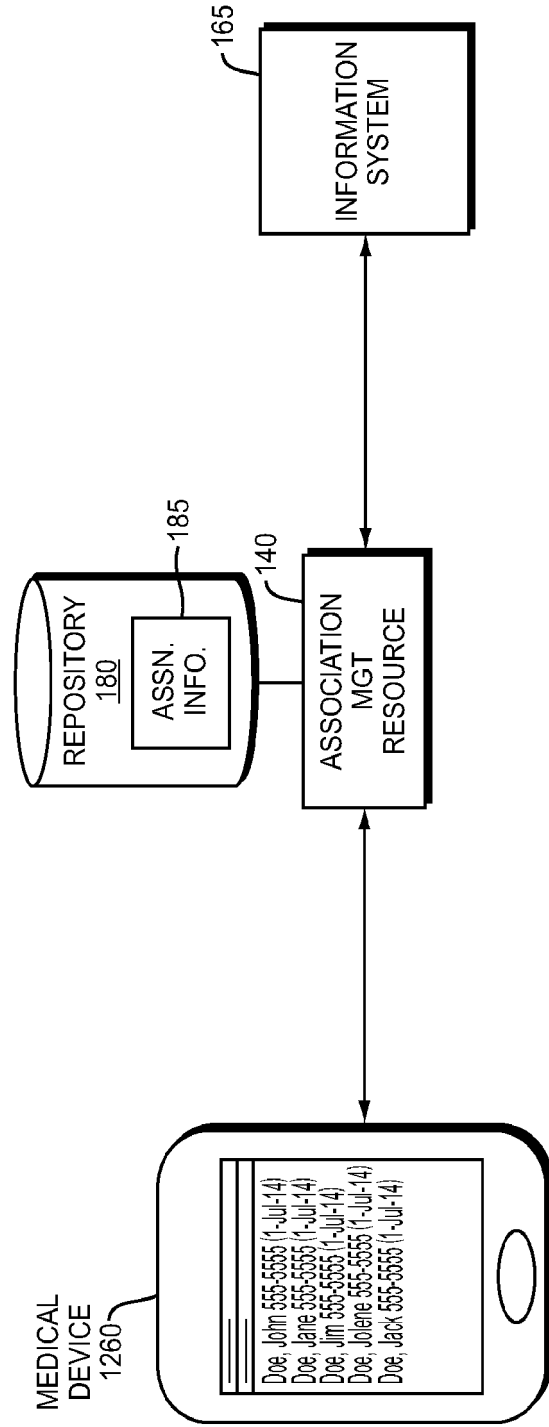 MEDICAL
DEVICE
1260
Doe, John 555-5555 (1-Jul-14)
Doe, Jane 555-5555 (1-Jul-14)
Doe, Jim 555-5555 (1-Jul-14)
Doe, Jolene 555-5555 (1-Jul-14)
Doe, Jack 555-5555 (1-Jul-14)
REPOSITORY
180
ASSN.
INFO.
185
140
ASSOCIATION
MGT
RESOURCE
165
INFORMATION
SYSTEM